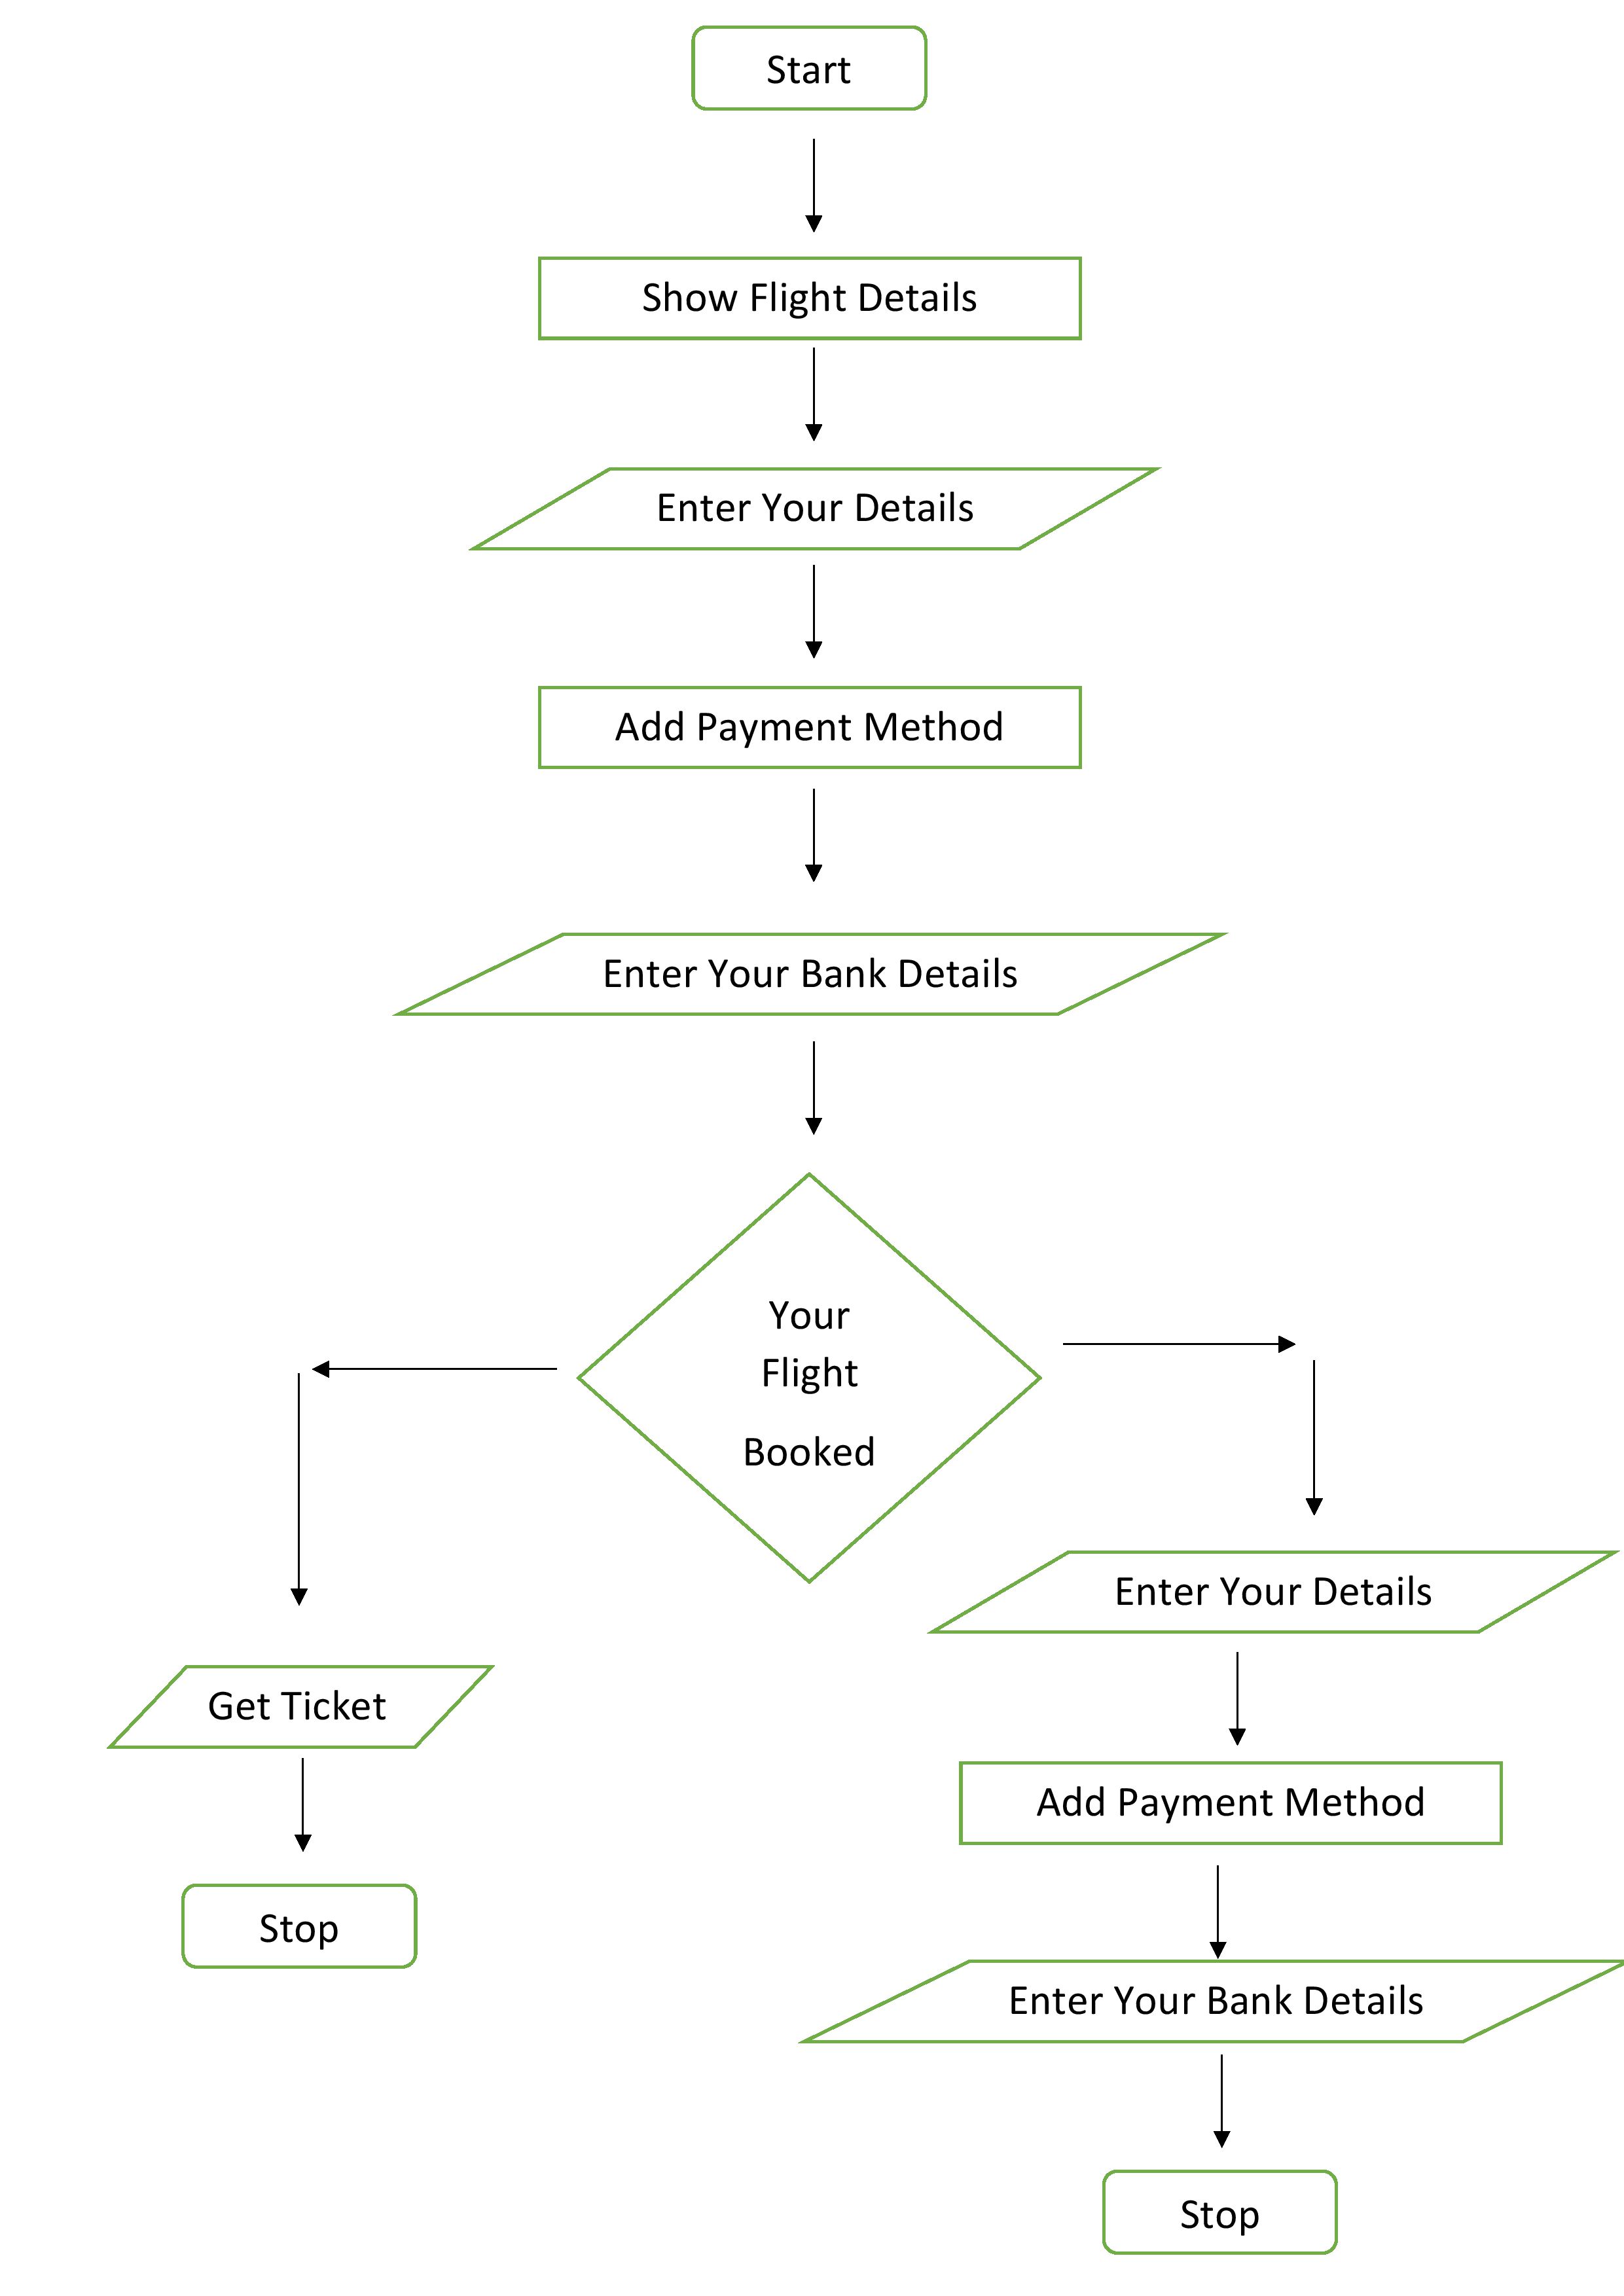 Start
Show Flight Details
Enter Your Details
Add Payment Method
Enter Your Bank Details
Your
Flight
Booked
Get Ticket
Stop
Enter Your Details
Add Payment Method
Enter Your Bank Details
Stop